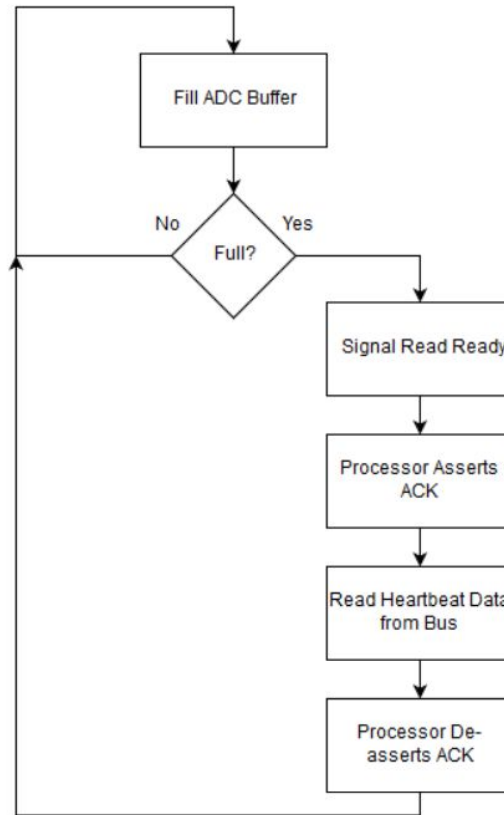 Fill ADC Buffer
No
Yes
Full?
Signal Read Ready
Processor Asserts
ACK
Read Heartbeat Data
from Bus
Processor De-
asserts ACK